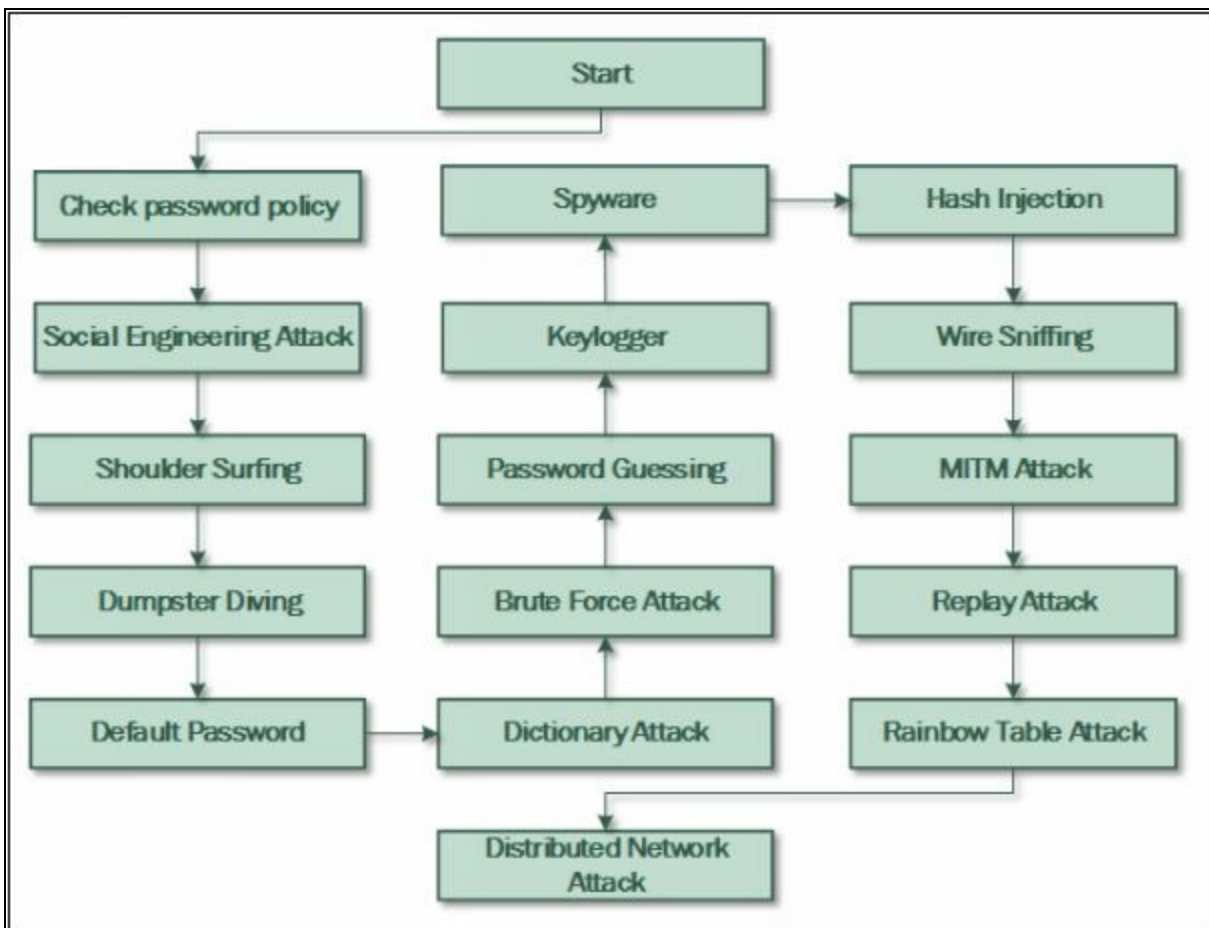 Start
Check password policy
Social Engineering Attack
Shoulder Surfing
Dumpster Diving
Default Password
Dictionary Attack
Brute Force Attack
Password Guessing
Keylogger
Spyware
Hash Injection
Wire Sniffing
MITM Attack
Replay Attack
Rainbow Table Attack
Distributed Network
Attack